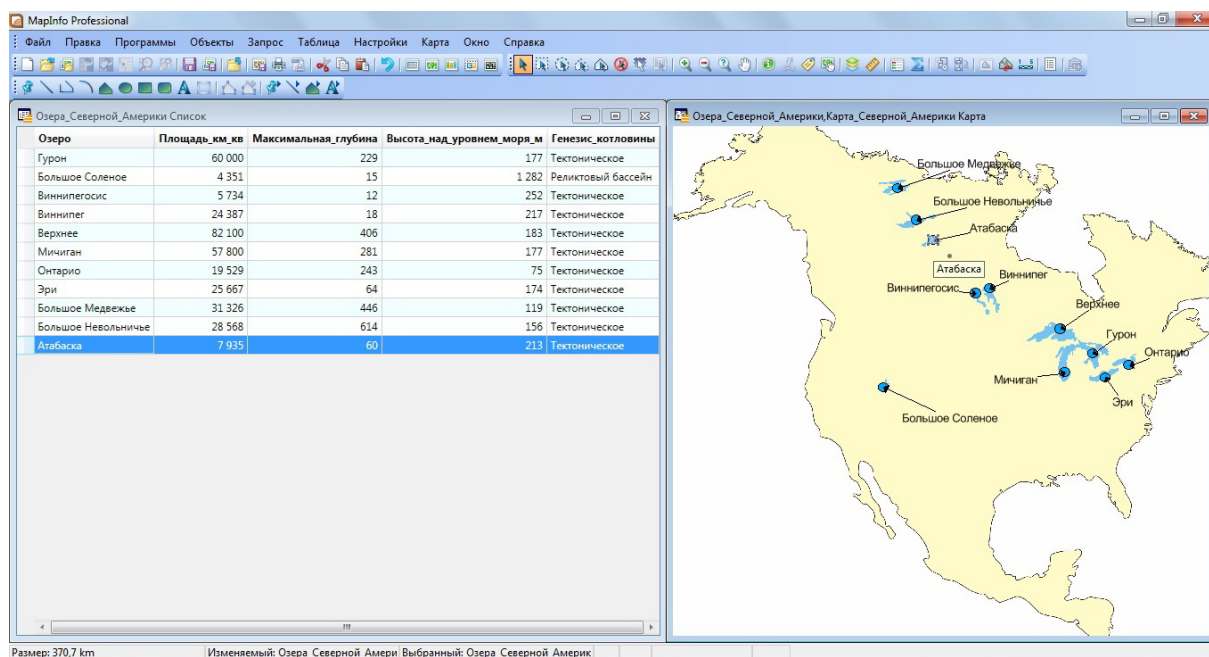 MapInfo Professional
Файл Правка Программы Объекты Запрос Таблица Настройки Карта Окно Справка
Озера_Северной_Америки Список
Озеро Площадь_км_кв Максимальная_глубина Высота_над_уровнем_моря_м Генезис_котловины
Гурон 60 000 229 177 Тектоническое
Большое Соленое 4 351 15 1 282 Реликтовый бассейн
Виннипегосис 5 734 12 252 Тектоническое
Виннипег 24 387 18 217 Тектоническое
Верхнее 82 100 406 183 Тектоническое
Мичиган 57 800 281 177 Тектоническое
Онтарио 19 529 243 75 Тектоническое
Эри 25 667 64 174 Тектоническое
Большое Медвежье 31 326 446 119 Тектоническое
Большое Невольничье 28 568 614 156 Тектоническое
Атабаска 7 935 60 213 Тектоническое
Озера_Северной_Америки,Карта_Северной_Америки Карта
Большое Медвежье
Большое Невольничье
Атабаска
Атабаска
Виннипег
Виннипегосис
Верхнее
Гурон
Онтарио
Мичиган
Эри
Большое Соленое
Размер: 370,7 km Изменяемый: Озера_Северной_Амери Выбранный: Озера_Северной_Америк